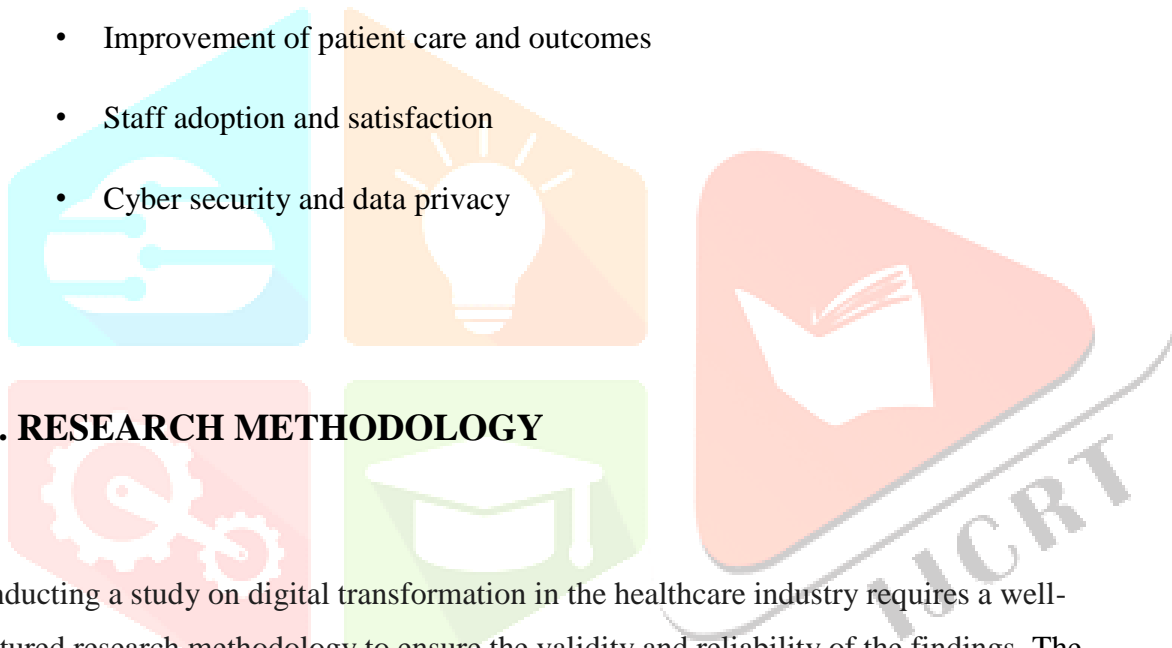 • Improvement of patient care and outcomes
• Staff adoption and satisfaction
• Cyber security and data privacy
. RESEARCH METHODOLOGY
nducting a study on digital transformation in the healthcare industry requires a well-
tured research methodology to ensure the validity and reliability of the findings. The
IJCRT